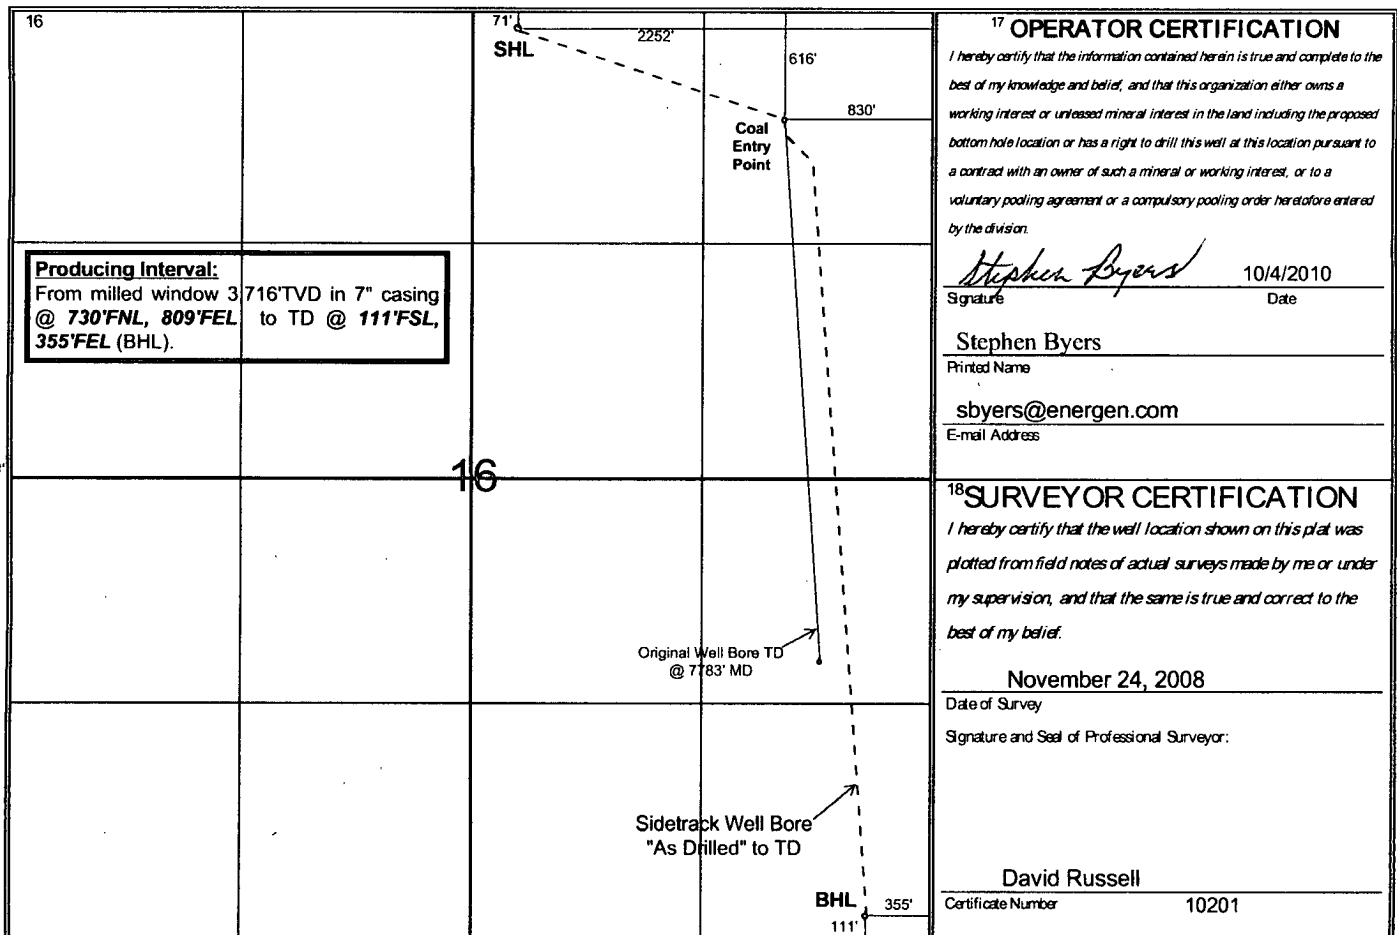 16
71'
2252'
SHL
616'
830'
Coal
Entry
Point
Producing Interval:
From milled window 3,716'TVD in 7" casing
@ 730'FNL, 809'FEL to TD @ 111'FSL,
355'FEL (BHL).
16
Original Well Bore TD
@ 7783' MD
Sidetrack Well Bore
"As Drilled" to TD
BHL
355'
111'
17 OPERATOR CERTIFICATION
I hereby certify that the information contained herein is true and complete to the
best of my knowledge and belief, and that this organization either owns a
working interest or unleased mineral interest in the land including the proposed
bottom hole location or has a right to drill this well at this location pursuant to
a contract with an owner of such a mineral or working interest, or to a
voluntary pooling agreement or a compulsory pooling order heretofore entered
by the division.
Stephen Byers 10/4/2010
Signature Date
Stephen Byers
Printed Name
sbyers@energen.com
E-mail Address
18 SURVEYOR CERTIFICATION
I hereby certify that the well location shown on this plat was
plotted from field notes of actual surveys made by me or under
my supervision, and that the same is true and correct to the
best of my belief.
November 24, 2008
Date of Survey
Signature and Seal of Professional Surveyor:
David Russell
Certificate Number 10201